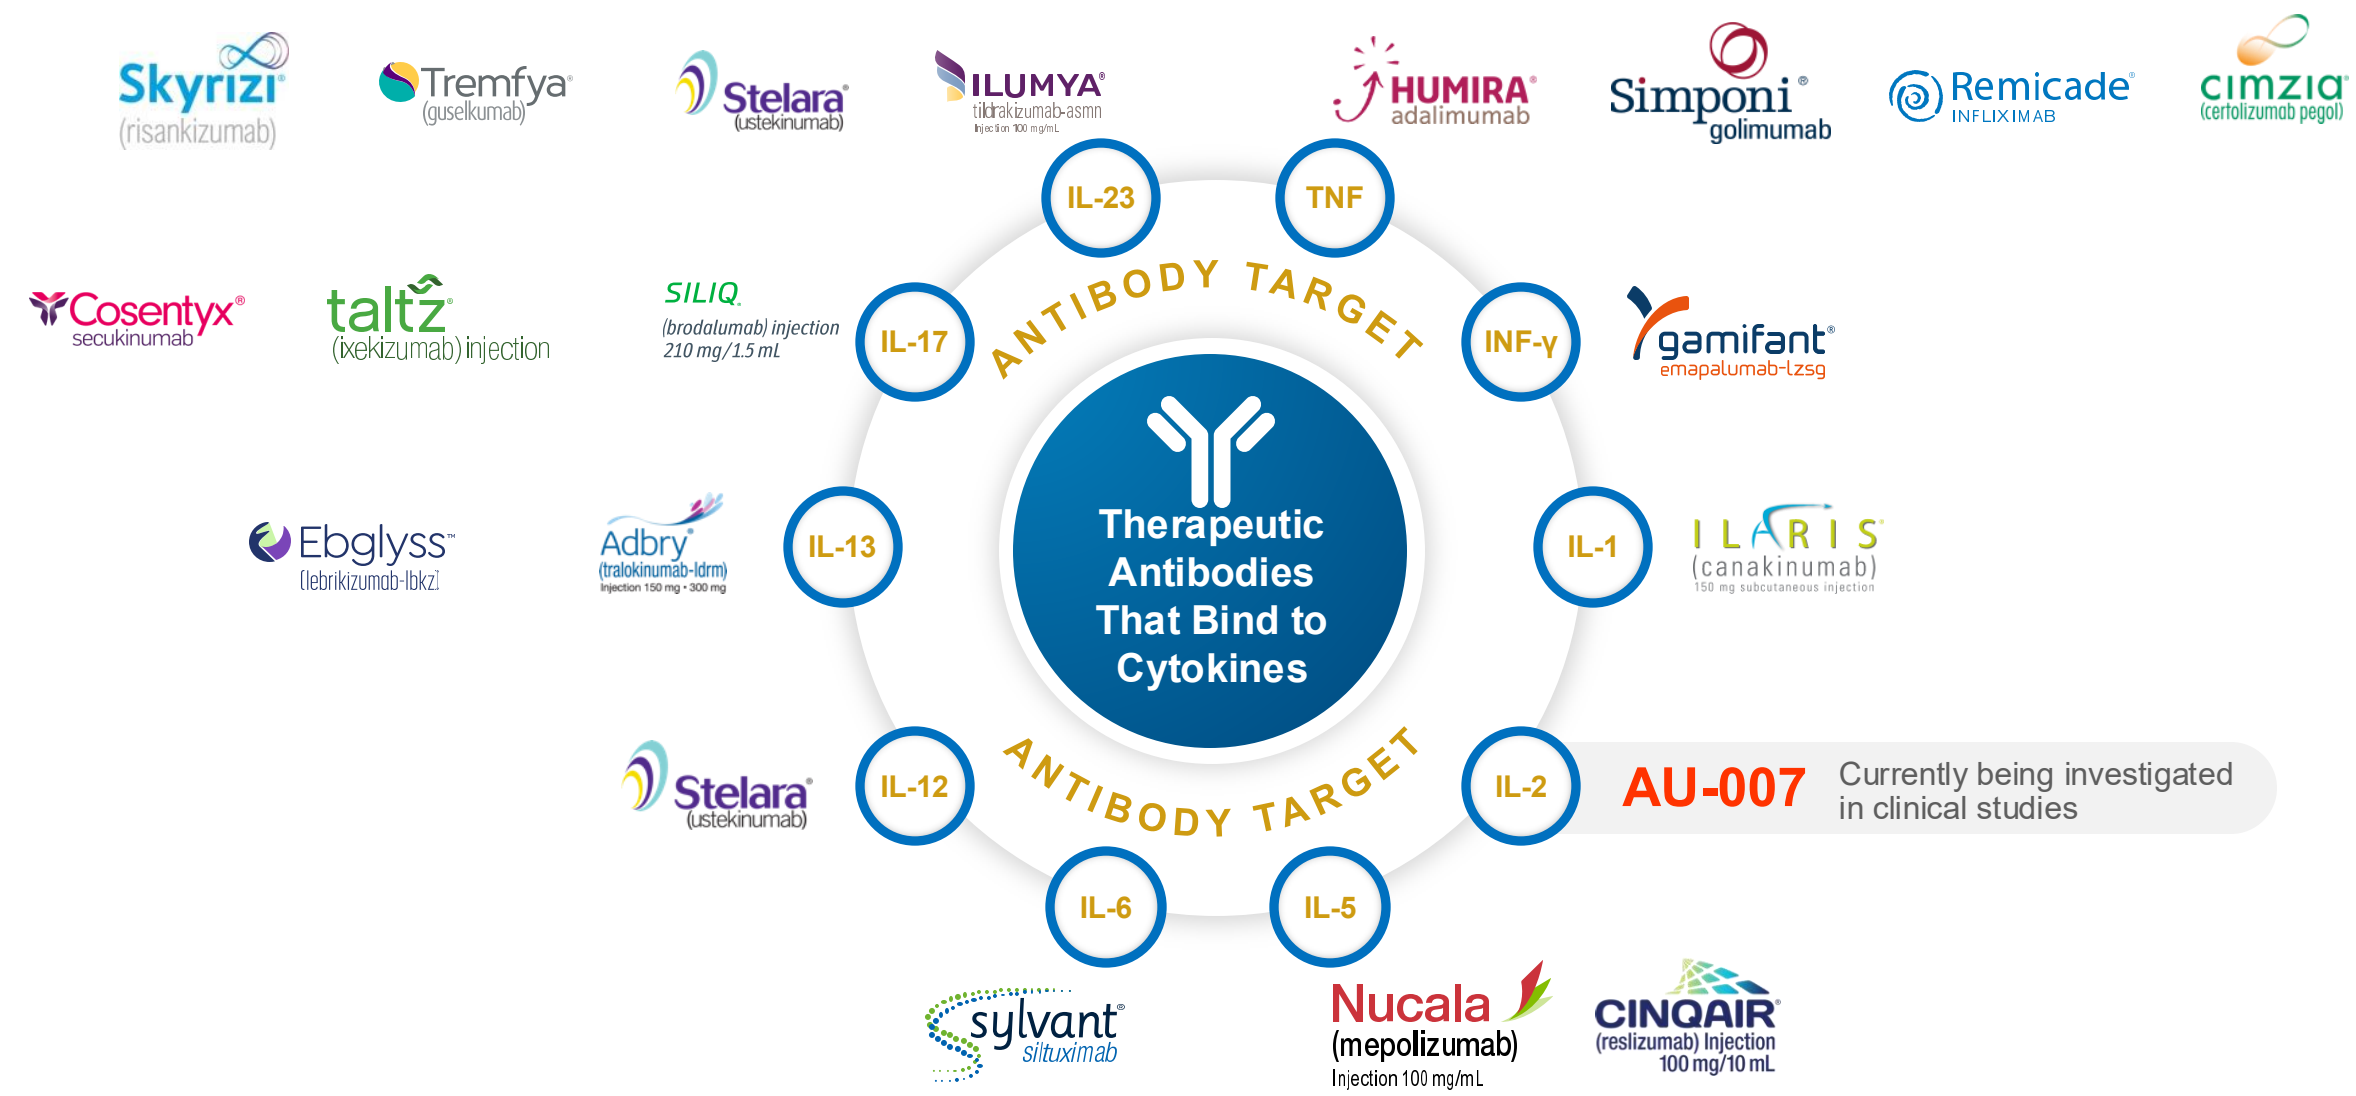 Skyrizi®
(risankizumab)
Tremfya®
(guselkumab)
Stelara®
(ustekinumab)
ILUMYA®
tildrakizumab-asmn
Injection 100 mg/mL
HUMIRA®
adalimumab
Simponi®
golimumab
Remicade®
INFLIXIMAB
cimzia®
(certolizumab pegol)
IL-23
TNF
Cosentyx®
secukinumab
taltz®
(ixekizumab) injection
SILIQ
(brodalumab) injection
210 mg/1.5 mL
IL-17
ANTIBODY TARGET
INF-γ
gamifant®
emapalumab-lzsg
Ebglyss™
(lebrikizumab-lbkz)
Adbry®
(tralokinumab-ldrm)
Injection 150 mg • 300 mg
IL-13
Therapeutic
Antibodies
That Bind to
Cytokines
IL-1
ILARIS®
(canakinumab)
150 mg subcutaneous injection
Stelara®
(ustekinumab)
IL-12
ANTIBODY TARGET
IL-2
AU-007
Currently being investigated
in clinical studies
IL-6
IL-5
sylvant®
siltuximab
Nucala
(mepolizumab)
Injection 100 mg/mL
CINQAIR®
(reslizumab) Injection
100 mg/10 mL